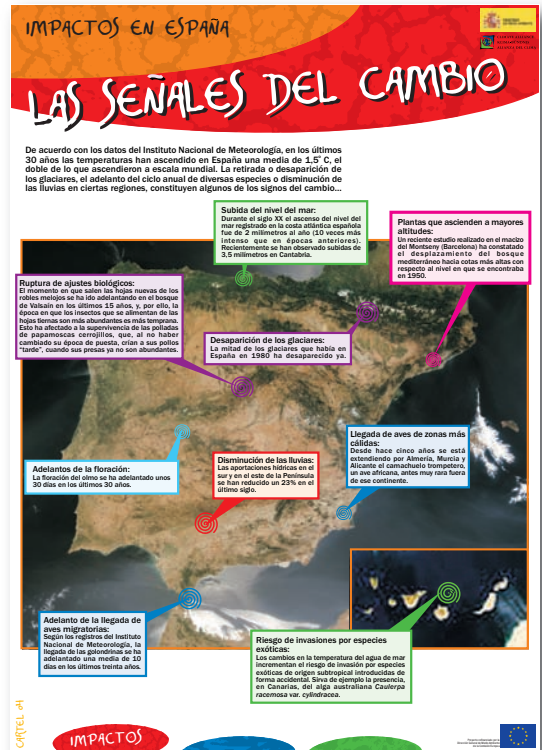 IMPACTOS EN ESPAÑA
LAS SEÑALES DEL CAMBIO
De acuerdo con los datos del Instituto Nacional de Meteorología, en los últimos
30 años las temperaturas han ascendido en España una media de 1,5° C, el
doble de lo que ascendieron a escala mundial. La retirada o desaparición de
los glaciares, el adelanto del ciclo anual de diversas especies o disminución de
las lluvias en ciertas regiones, constituyen algunos de los signos del cambio...
Subida del nivel del mar:
Durante el siglo XX el ascenso del nivel del
mar registrado en la costa atlántica española
fue de 2 milímetros al año (10 veces más
intenso que en épocas anteriores).
Recientemente se han observado subidas de
3,5 milímetros en Cantabria.
Plantas que ascienden a mayores
altitudes:
Un reciente estudio realizado en el macizo
del Montseny (Barcelona) ha constatado
el desplazamiento del bosque
mediterráneo hacia cotas más altas con
respecto al nivel en que se encontraba
en 1950.
Ruptura de ajustes biológicos:
El momento en que salen las hojas nuevas de los
robles melojos se ha ido adelantando en el bosque
de Valsaín en los últimos 15 años, y, por ello, la
época en que los insectos que se alimentan de las
hojas tiernas son más abundantes es más temprana.
Esto ha afectado a la supervivencia de las polladas
de papamoscas cerrojillos, que, al no haber
cambiado su época de puesta, crían a sus pollos
"tarde", cuando sus presas ya no son abundantes.
Desaparición de los glaciares:
La mitad de los glaciares que había en
España en 1980 ha desaparecido ya.
Llegada de aves de zonas más
cálidas:
Desde hace cinco años se está
extendiendo por Almería, Murcia y
Alicante el camachuelo trompetero,
un ave africana, antes muy rara fuera
de ese continente.
Disminución de las lluvias:
Las aportaciones hídricas en el
sur y en el este de la Península
se han reducido un 23% en el
último siglo.
Adelantos de la floración:
La floración del olmo se ha adelantado unos
30 días en los últimos 30 años.
Adelanto de la llegada de
aves migratorias:
Según los registros del Instituto
Nacional de Meteorología, la
llegada de las golondrinas se ha
adelantado una media de 10
días en los últimos treinta años.
Riesgo de invasiones por especies
exóticas:
Los cambios en la temperatura del agua de mar
incrementan el riesgo de invasión por especies
exóticas de origen subtropical introducidas de
forma accidental. Sirva de ejemplo la presencia,
en Canarias, del alga australiana Caulerpa
racemosa var. cylindracea.
CARTEL 04
IMPACTOS